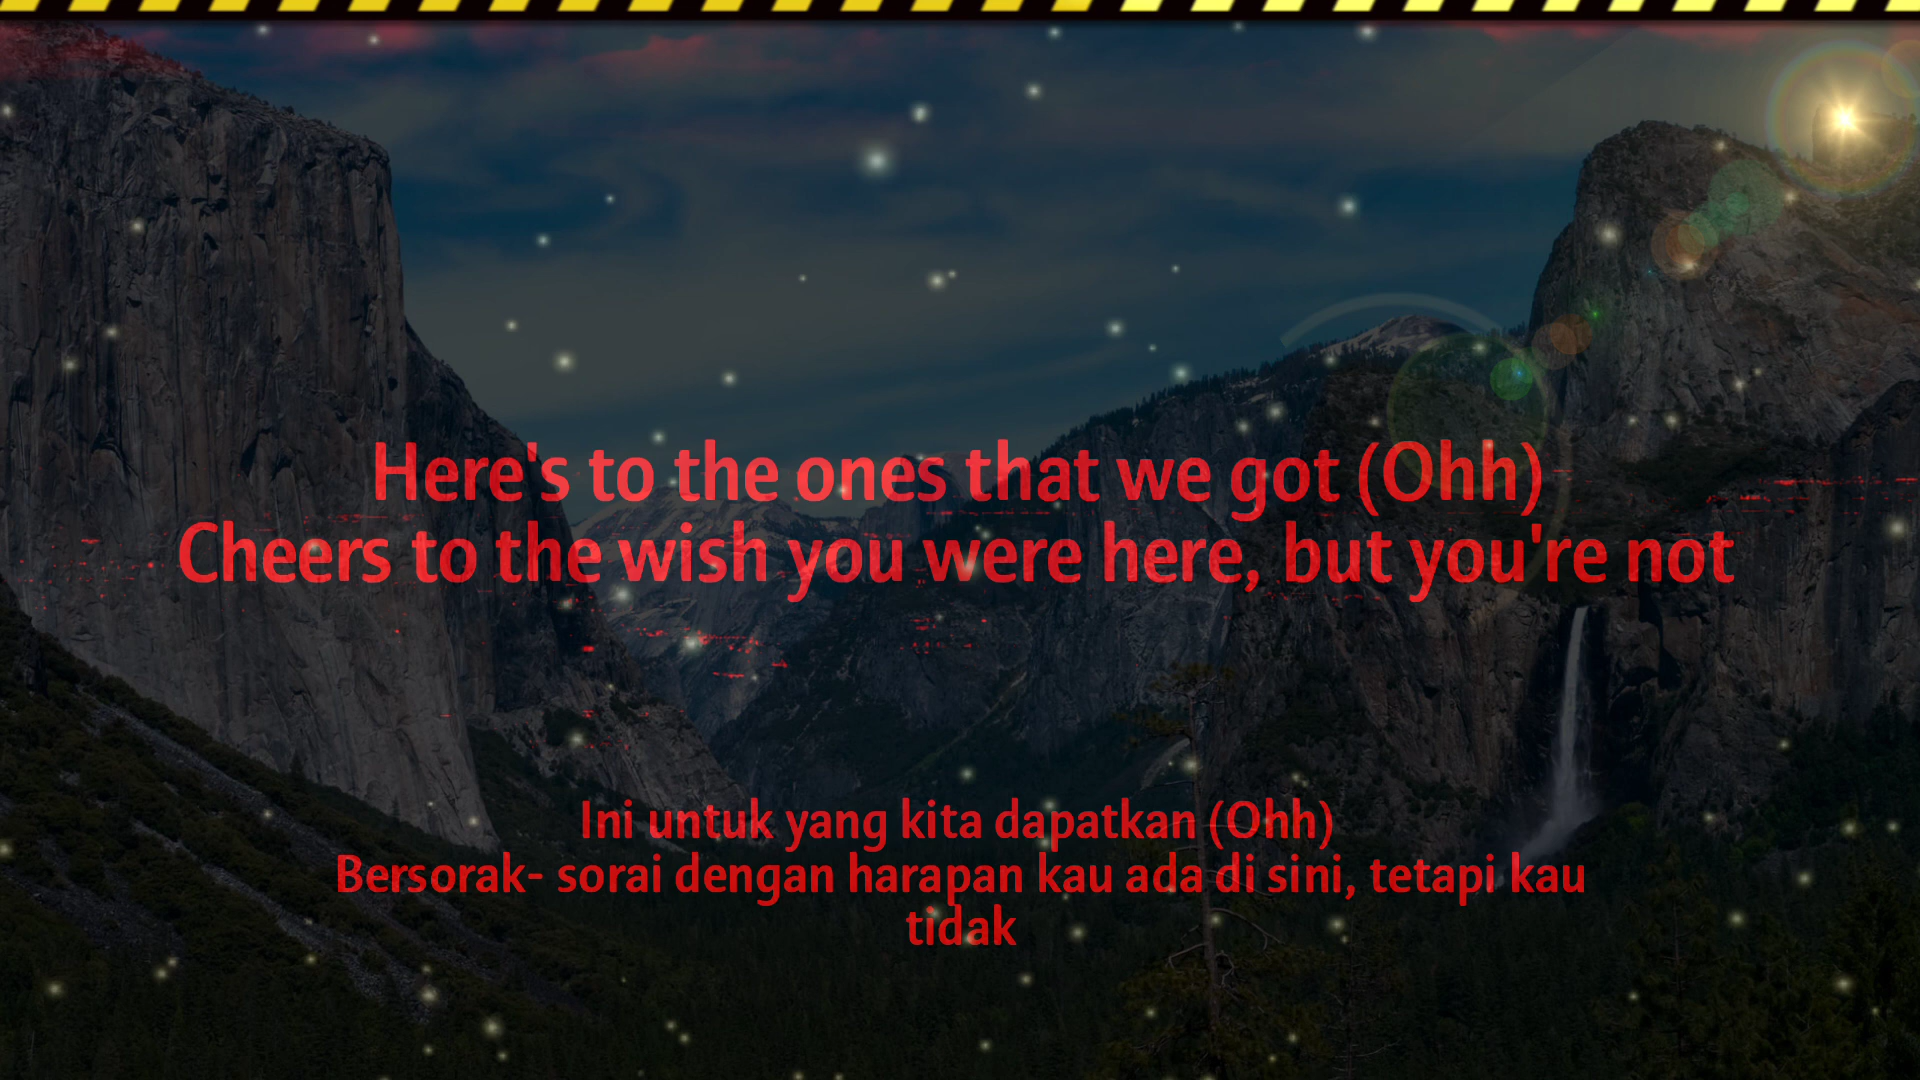 Here's to the ones that we got (Ohh)
Cheers to the wish you were here, but you're not
Ini untuk yang kita dapatkan (Ohh)
Bersorak- sorai dengan harapan kau ada di sini, tetapi kau
tidak